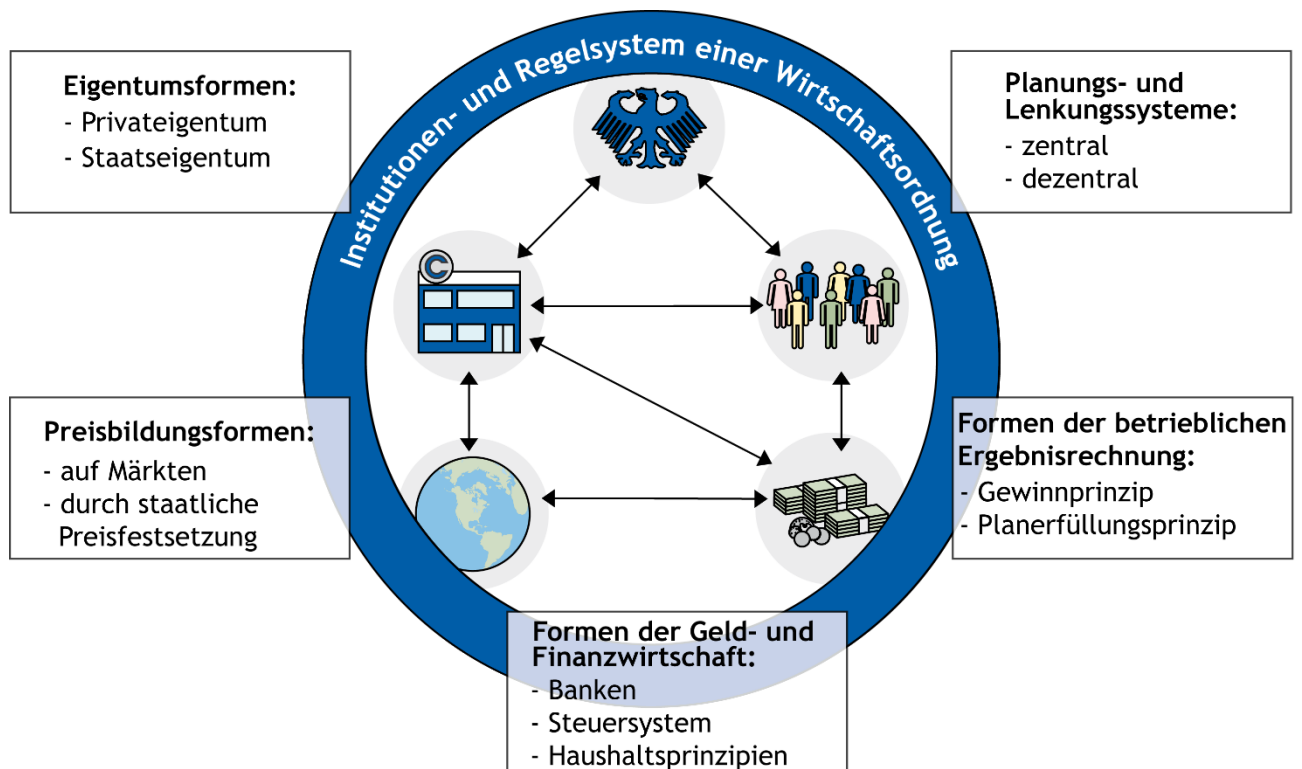 Institutionen- und Regelsystem einer Wirtschaftsordnung
Eigentumsformen:
- Privateigentum
- Staatseigentum
Planungs- und
Lenkungssysteme:
- zentral
- dezentral
C
Preisbildungsformen:
- auf Märkten
- durch staatliche
Preisfestsetzung
Formen der betrieblichen
Ergebnisrechnung:
- Gewinnprinzip
- Planerfüllungsprinzip
Formen der Geld- und
Finanzwirtschaft:
- Banken
- Steuersystem
- Haushaltsprinzipien